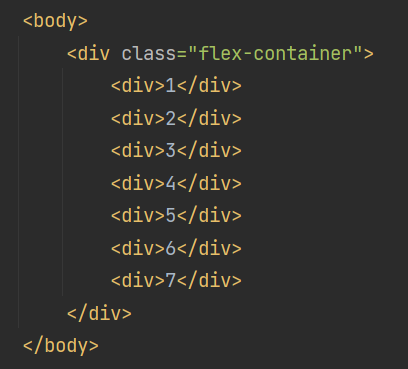 <body>
<div class="flex-container">
<div>1</div>
<div>2</div>
<div>3</div>
<div>4</div>
<div>5</div>
<div>6</div>
<div>7</div>
</div>
</body>